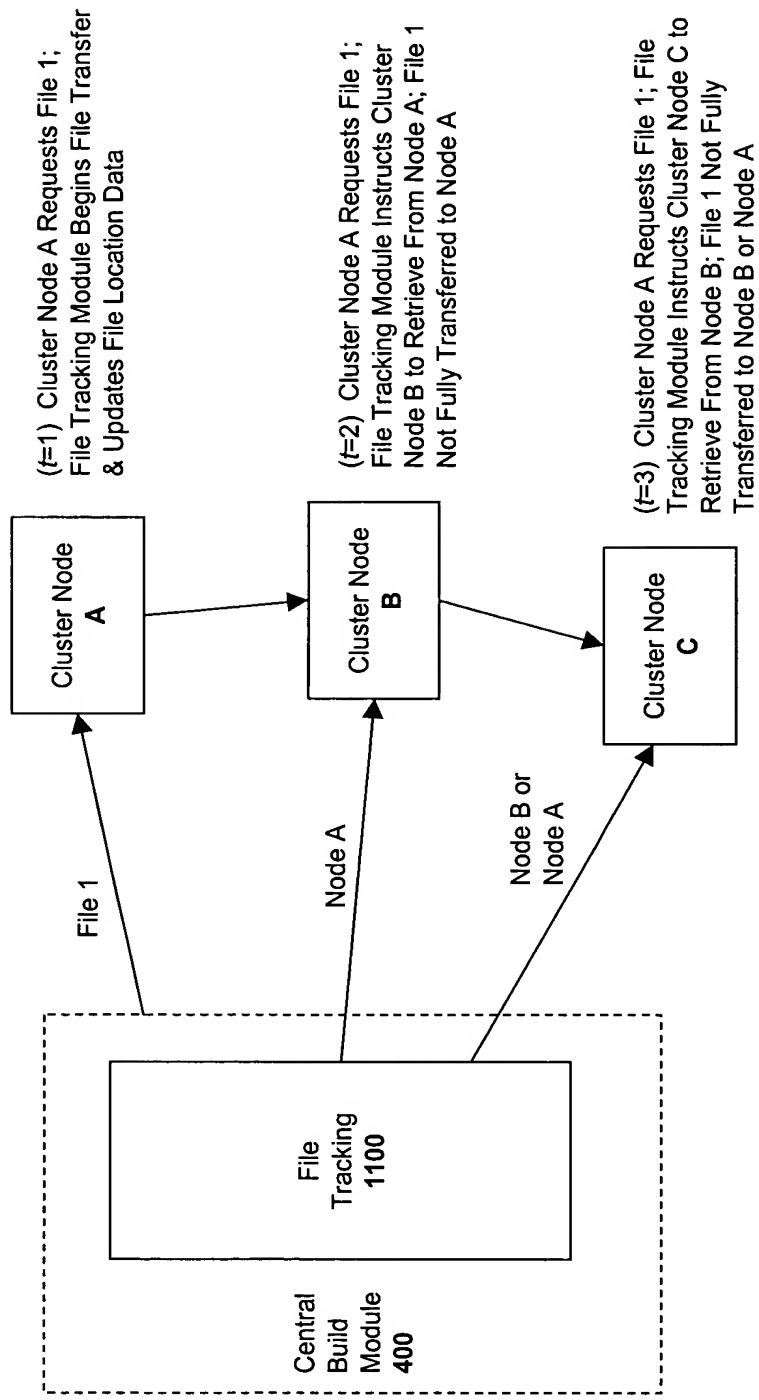 Central
Build
Module
400
File
Tracking
1100
File 1
Node A
Node B or
Node A
Cluster Node
A
Cluster Node
B
Cluster Node
C
(t=1) Cluster Node A Requests File 1;
File Tracking Module Begins File Transfer
& Updates File Location Data
(t=2) Cluster Node A Requests File 1;
File Tracking Module Instructs Cluster
Node B to Retrieve From Node A; File 1
Not Fully Transferred to Node A
(t=3) Cluster Node A Requests File 1; File
Tracking Module Instructs Cluster Node C to
Retrieve From Node B; File 1 Not Fully
Transferred to Node B or Node A